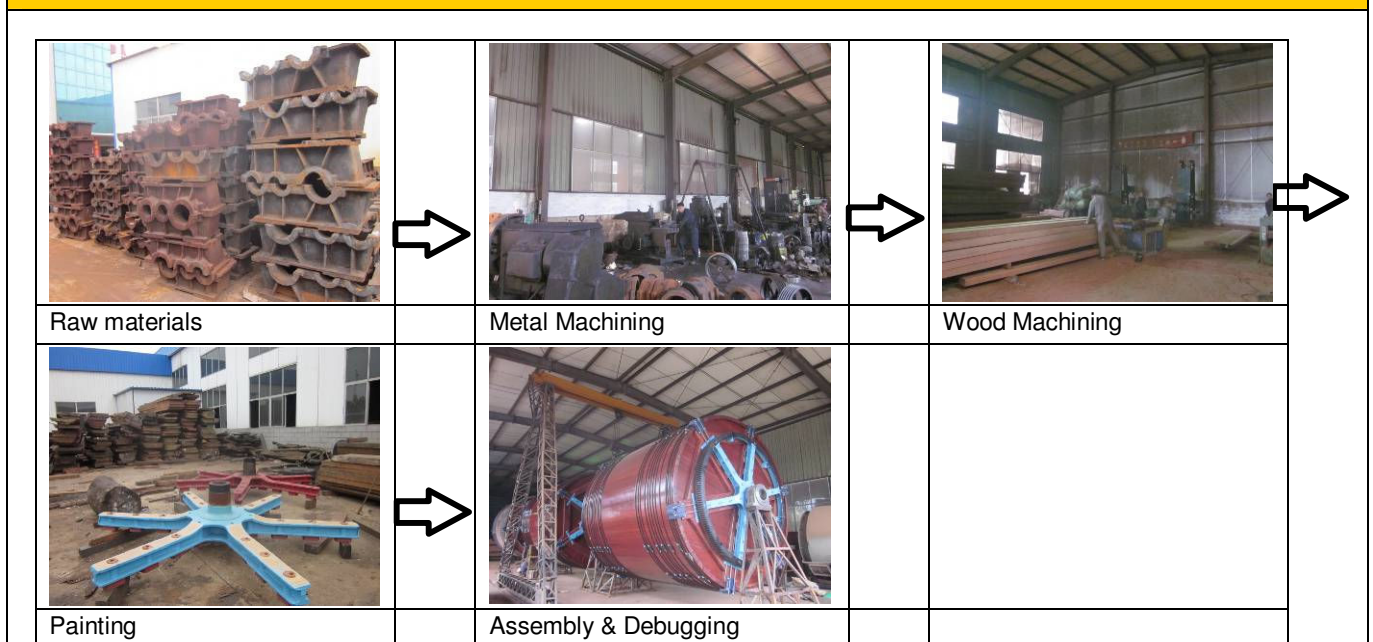 Raw materials
Metal Machining
Wood Machining
Painting
Assembly & Debugging